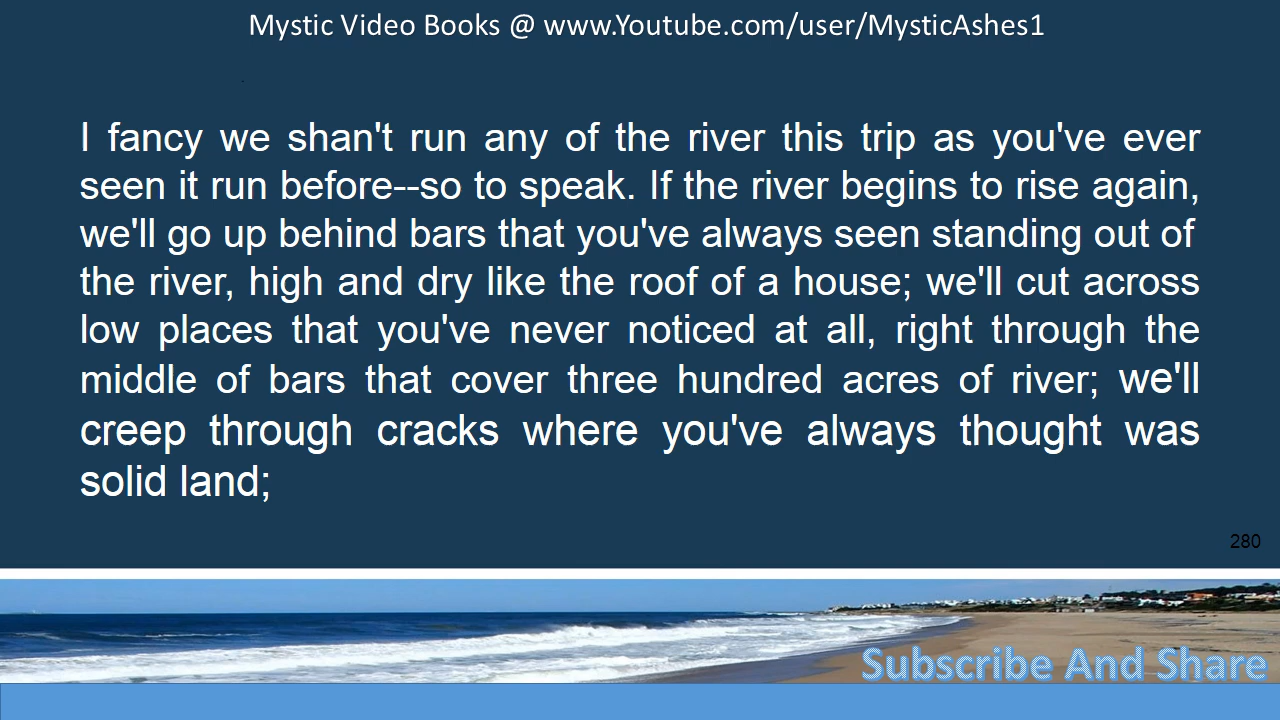 Mystic Video Books @ www.Youtube.com/user/MysticAshes1
I fancy we shan't run any of the river this trip as you've ever
seen it run before--so to speak. If the river begins to rise again,
we'll go up behind bars that you've always seen standing out of
the river, high and dry like the roof of a house; we'll cut across
low places that you've never noticed at all, right through the
middle of bars that cover three hundred acres of river; we'll
creep through cracks where you've always thought was
solid land;
280
Subscribe And Share